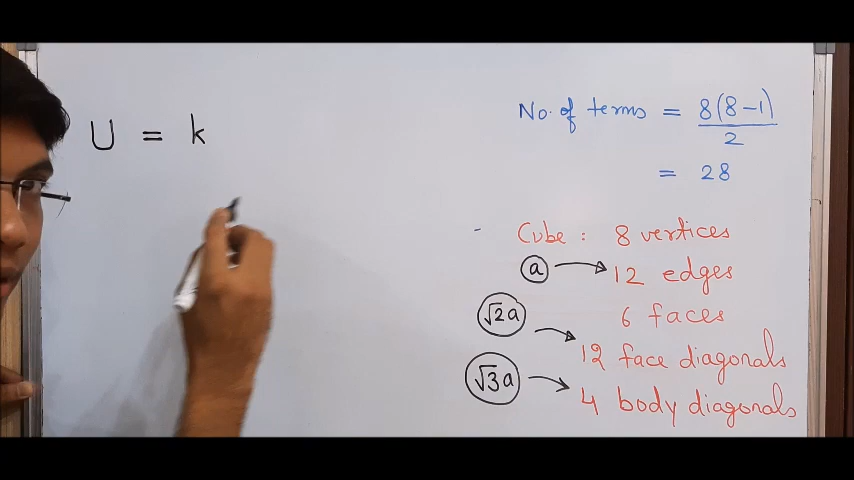 U = k
No. of terms = 8(8-1)
2
= 28
Cube : 8 vertices
a → 12 edges
6 faces
√2a → 12 face diagonals
√3a → 4 body diagonals